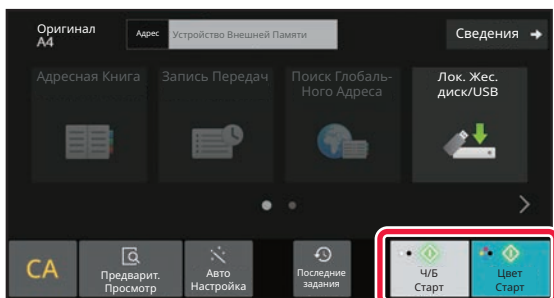 Оригинал
A4
Адрес
Устройство Внешней Памяти
Сведения
Адресная Книга
Запись Передач
Поиск Глобаль-
Ного Адреса
Лок. Жес.
диск/USB
CA
Предварит.
Просмотр
Авто
Настройка
Последние
задания
Ч/Б
Старт
Цвет
Старт